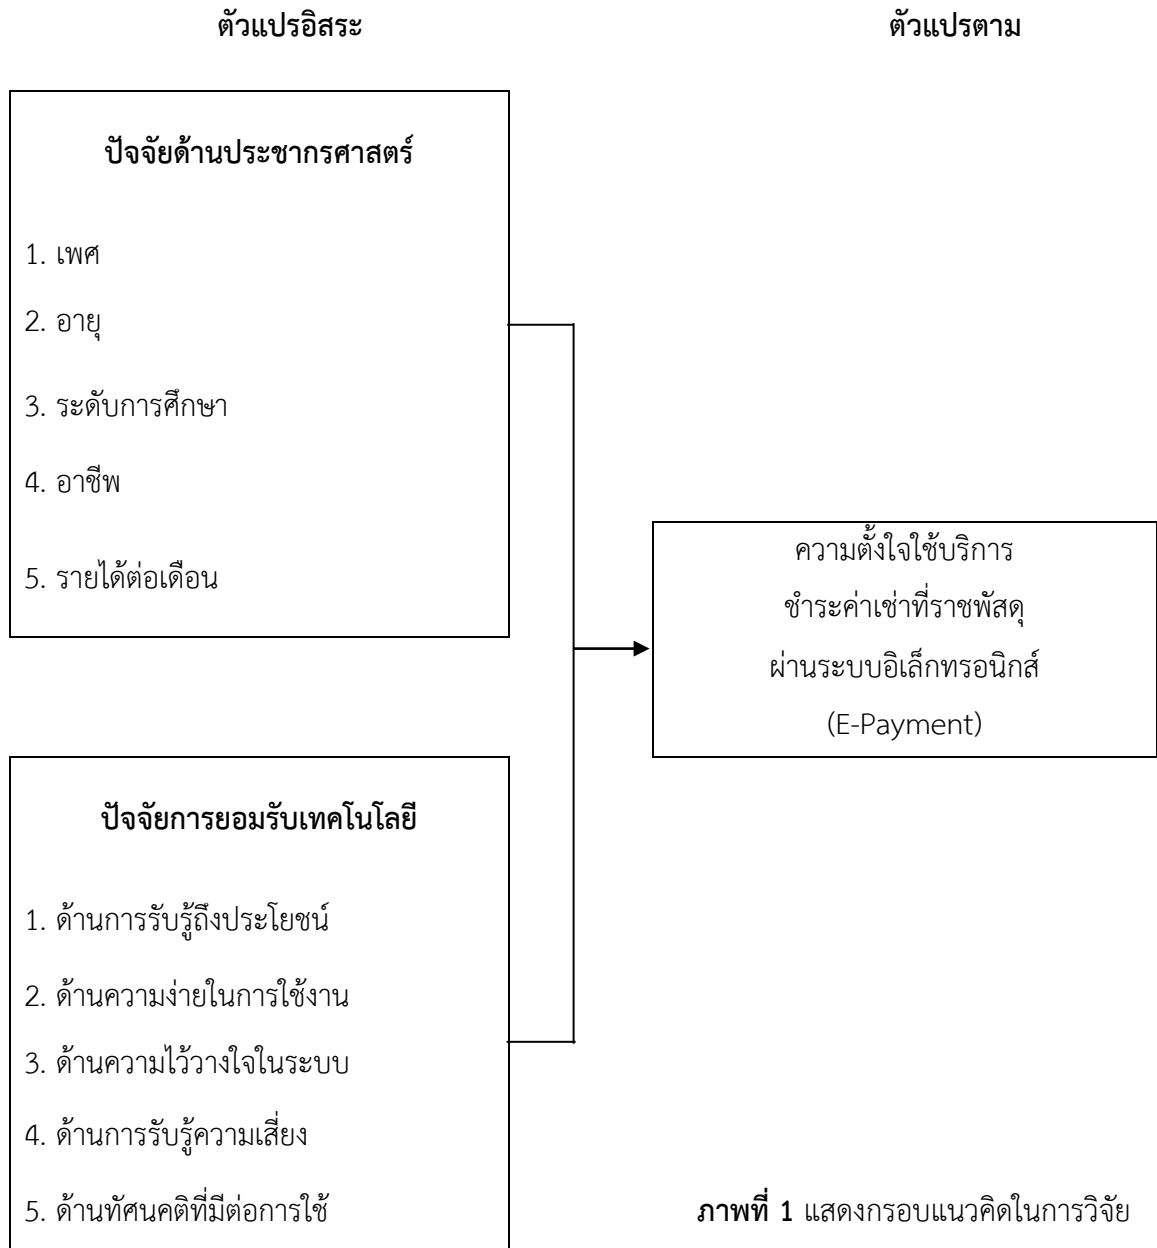 ตัวแปรอิสระ
ตัวแปรตาม
ปัจจัยด้านประชากรศาสตร์
1. เพศ
2. อายุ
3. ระดับการศึกษา
4. อาชีพ
5. รายได้ต่อเดือน
ความตั้งใจใช้บริการ
ชำระค่าเช่าที่ราชพัสดุ
ผ่านระบบอิเล็กทรอนิกส์
(E-Payment)
ปัจจัยการยอมรับเทคโนโลยี
1. ด้านการรับรู้ถึงประโยชน์
2. ด้านความง่ายในการใช้งาน
3. ด้านความไว้วางใจในระบบ
4. ด้านการรับรู้ความเสี่ยง
5. ด้านทัศนคติที่มีต่อการใช้
ภาพที่ 1 แสดงกรอบแนวคิดในการวิจัย